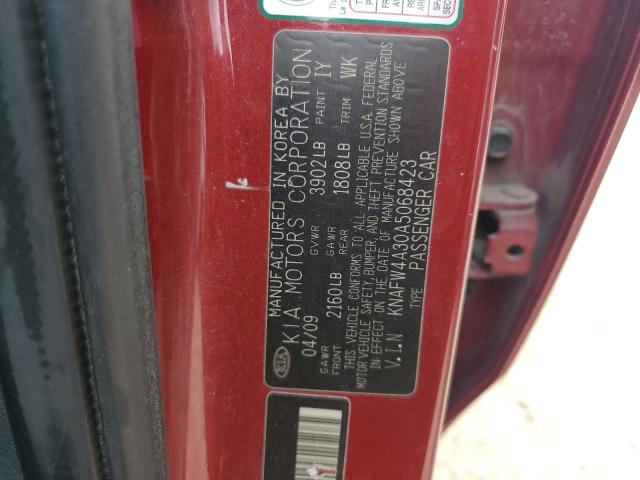 KIA
MANUFACTURED IN KOREA BY
KIA MOTORS CORPORATION
04/09 GVWR 3902LB PAINT IY
GAWR FRONT 2160LB GAWR REAR 1808LB TRIM WK
THIS VEHICLE CONFORMS TO ALL APPLICABLE U.S.A. FEDERAL
MOTOR VEHICLE SAFETY, BUMPER, AND THEFT PREVENTION STANDARDS
IN EFFECT ON THE DATE OF MANUFACTURE SHOWN ABOVE
V.I.N KNAFW4A30A5068423
TYPE PASSENGER CAR